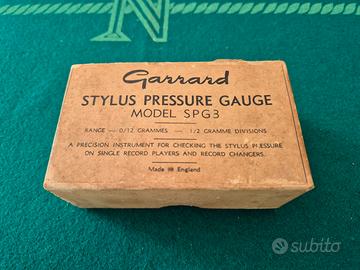 N
Garrard
STYLUS PRESSURE GAUGE
MODEL SPG3
RANGE — 0/12 GRAMMES — 1/2 GRAMME DIVISIONS
A PRECISION INSTRUMENT FOR CHECKING THE STYLUS PRESSURE
ON SINGLE RECORD PLAYERS AND RECORD CHANGERS.
Made in England
subito